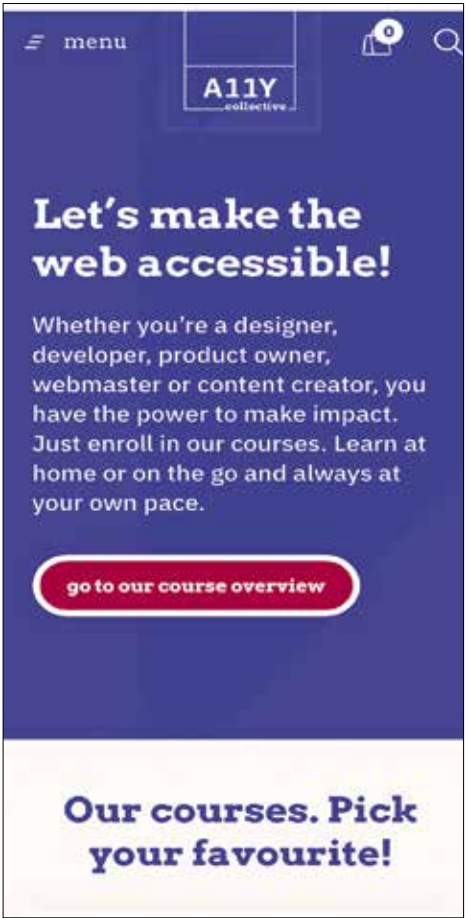 menu
0
A11Y
collective
Let's make the
web accessible!
Whether you're a designer,
developer, product owner,
webmaster or content creator, you
have the power to make impact.
Just enroll in our courses. Learn at
home or on the go and always at
your own pace.
go to our course overview
Our courses. Pick
your favourite!